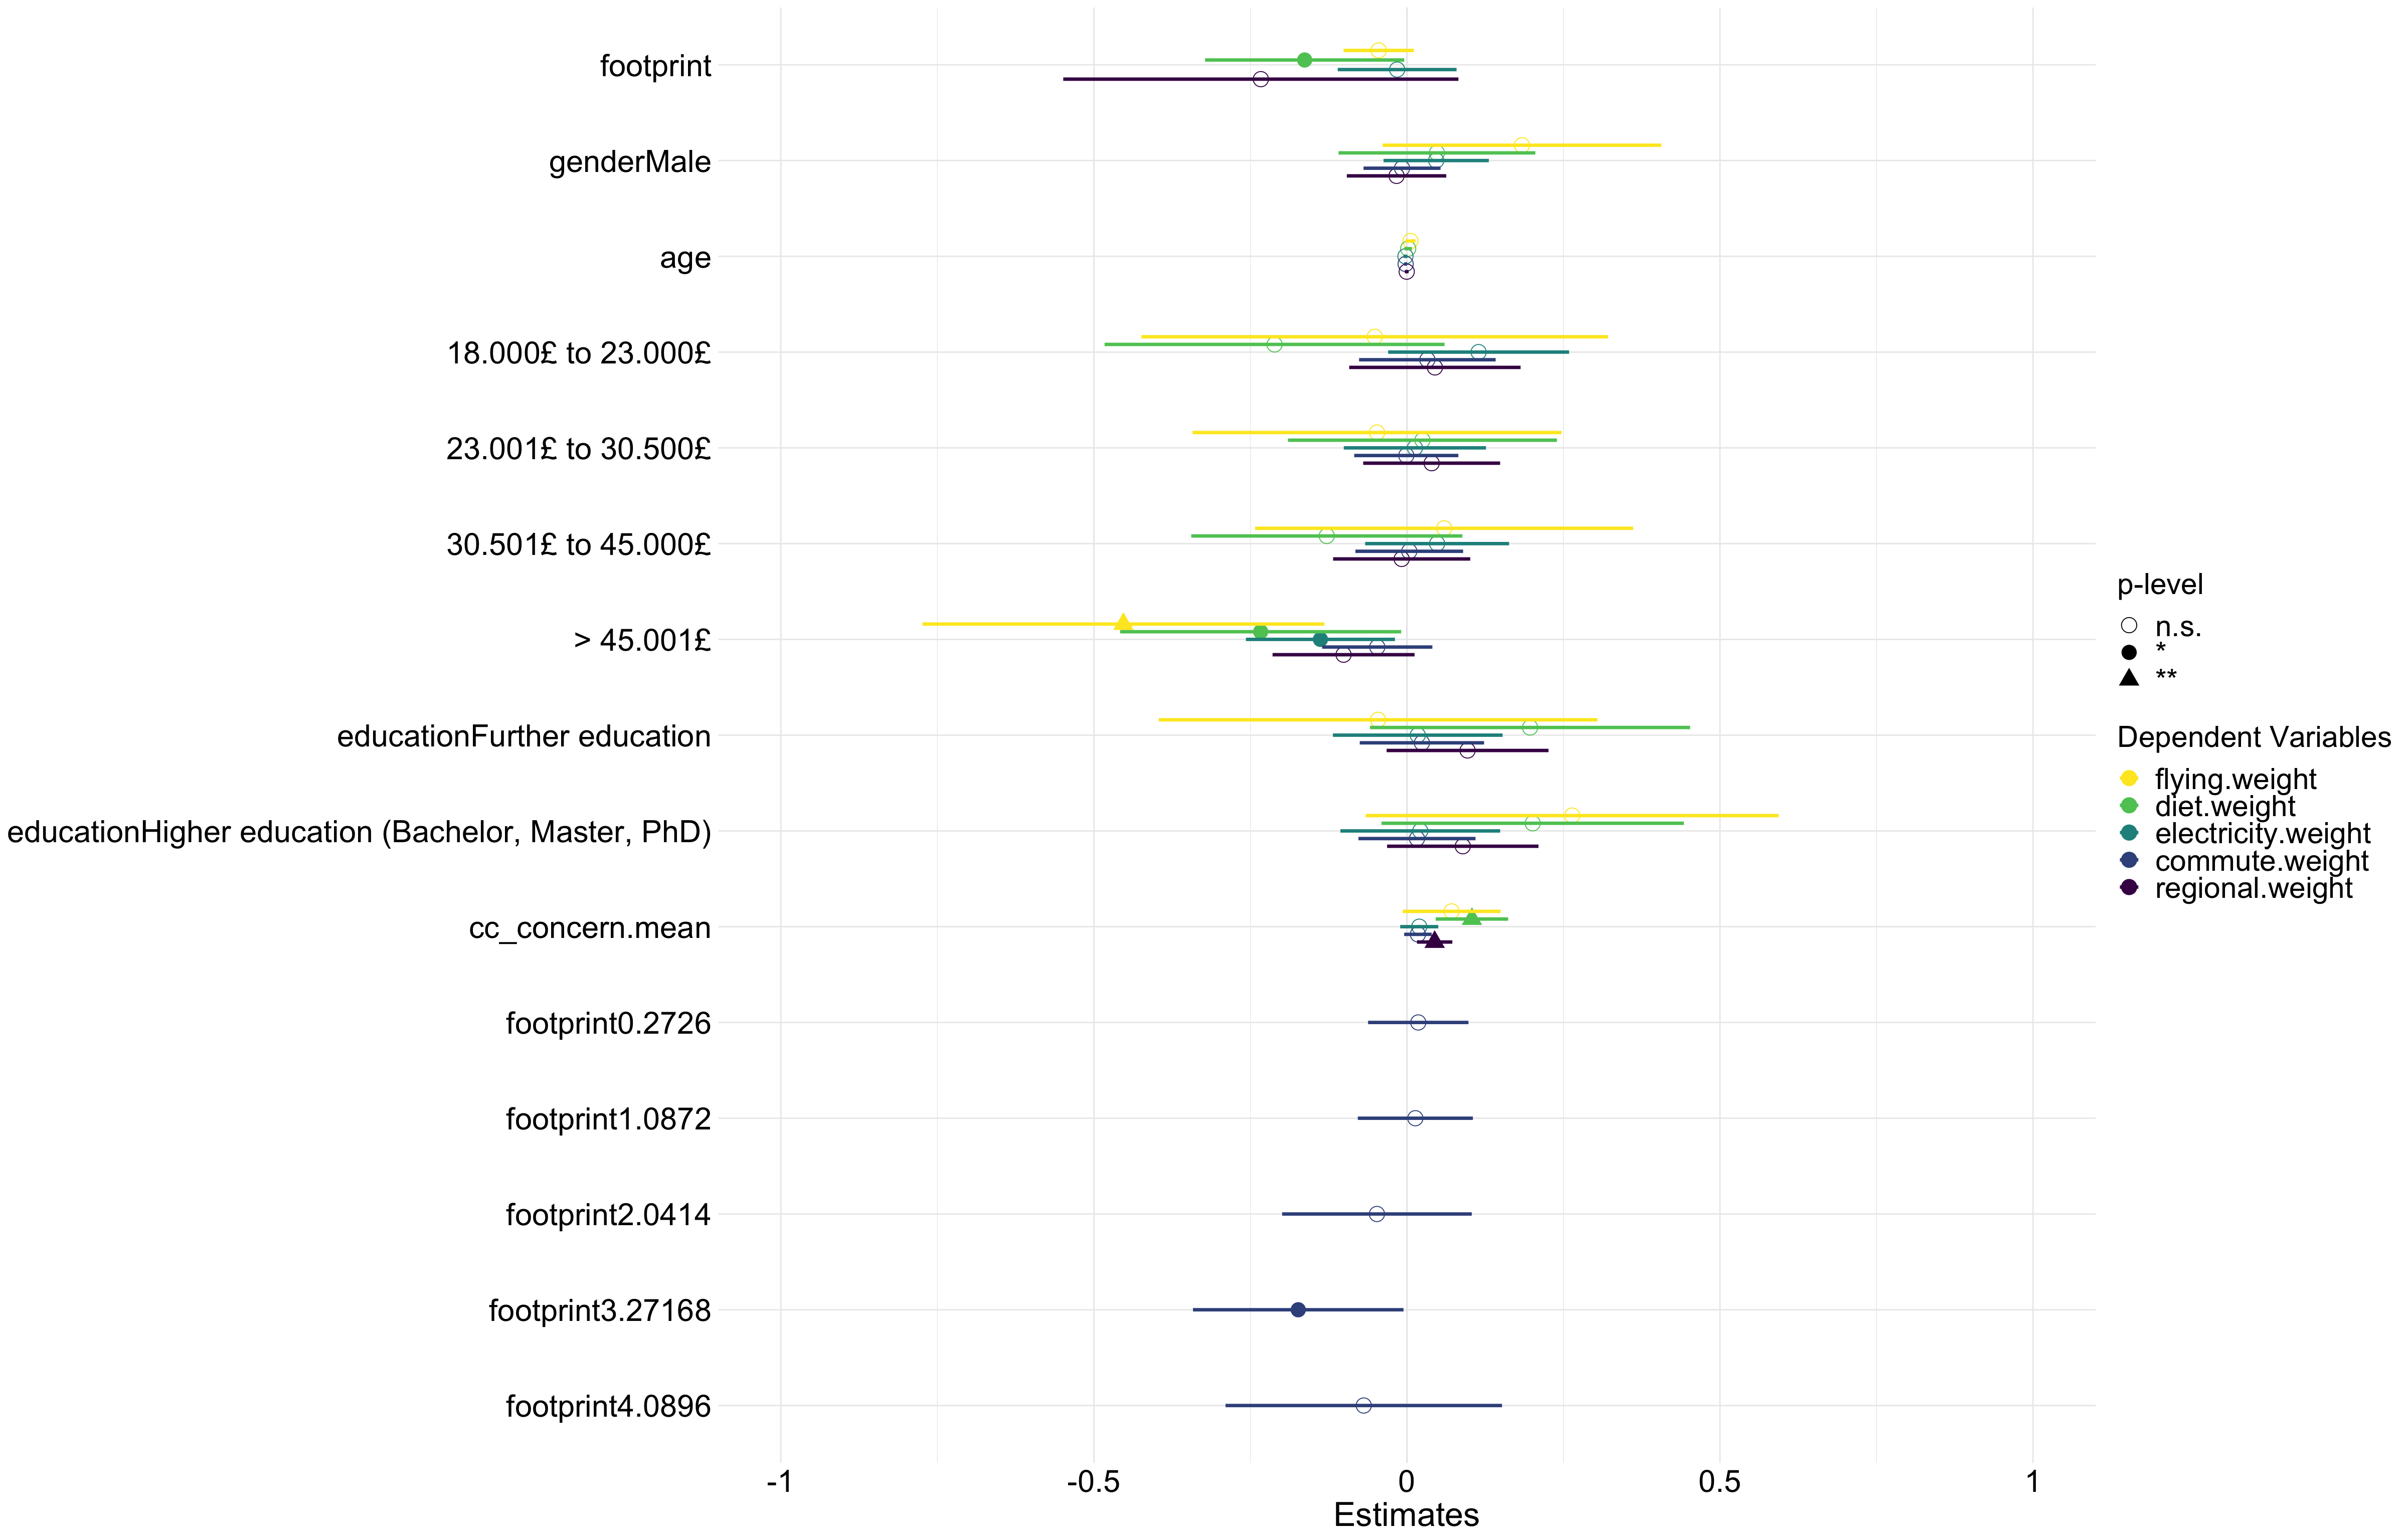 footprint
genderMale
age
18.000£ to 23.000£
23.001£ to 30.500£
30.501£ to 45.000£
> 45.001£
educationFurther education
educationHigher education (Bachelor, Master, PhD)
cc_concern.mean
footprint0.2726
footprint1.0872
footprint2.0414
footprint3.27168
footprint4.0896
-1 -0.5 0 0.5 1
Estimates
p-level
n.s.
*
**
Dependent Variables
flying.weight
diet.weight
electricity.weight
commute.weight
regional.weight